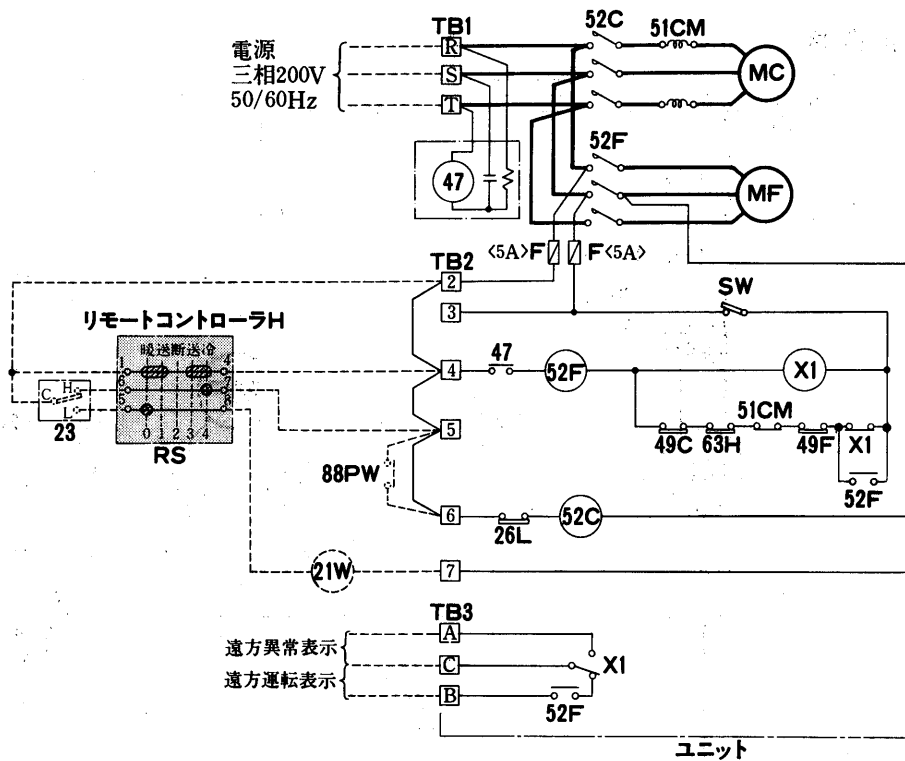 TB1
52C
51CM
電源
三相200V
50/60Hz
R
S
T
MC
47
52F
MF
〈5A〉F
F〈5A〉
TB2
2
3
SW
リモートコントローラH
暖送断送冷
1
4
6
7
5
8
0 1 2 3 4
RS
C
H
L
23
4
47
52F
X1
51CM
5
49C
63H
49F
X1
88PW
52F
6
26L
52C
21W
7
TB3
遠方異常表示
A
C
X1
遠方運転表示
B
52F
ユニット